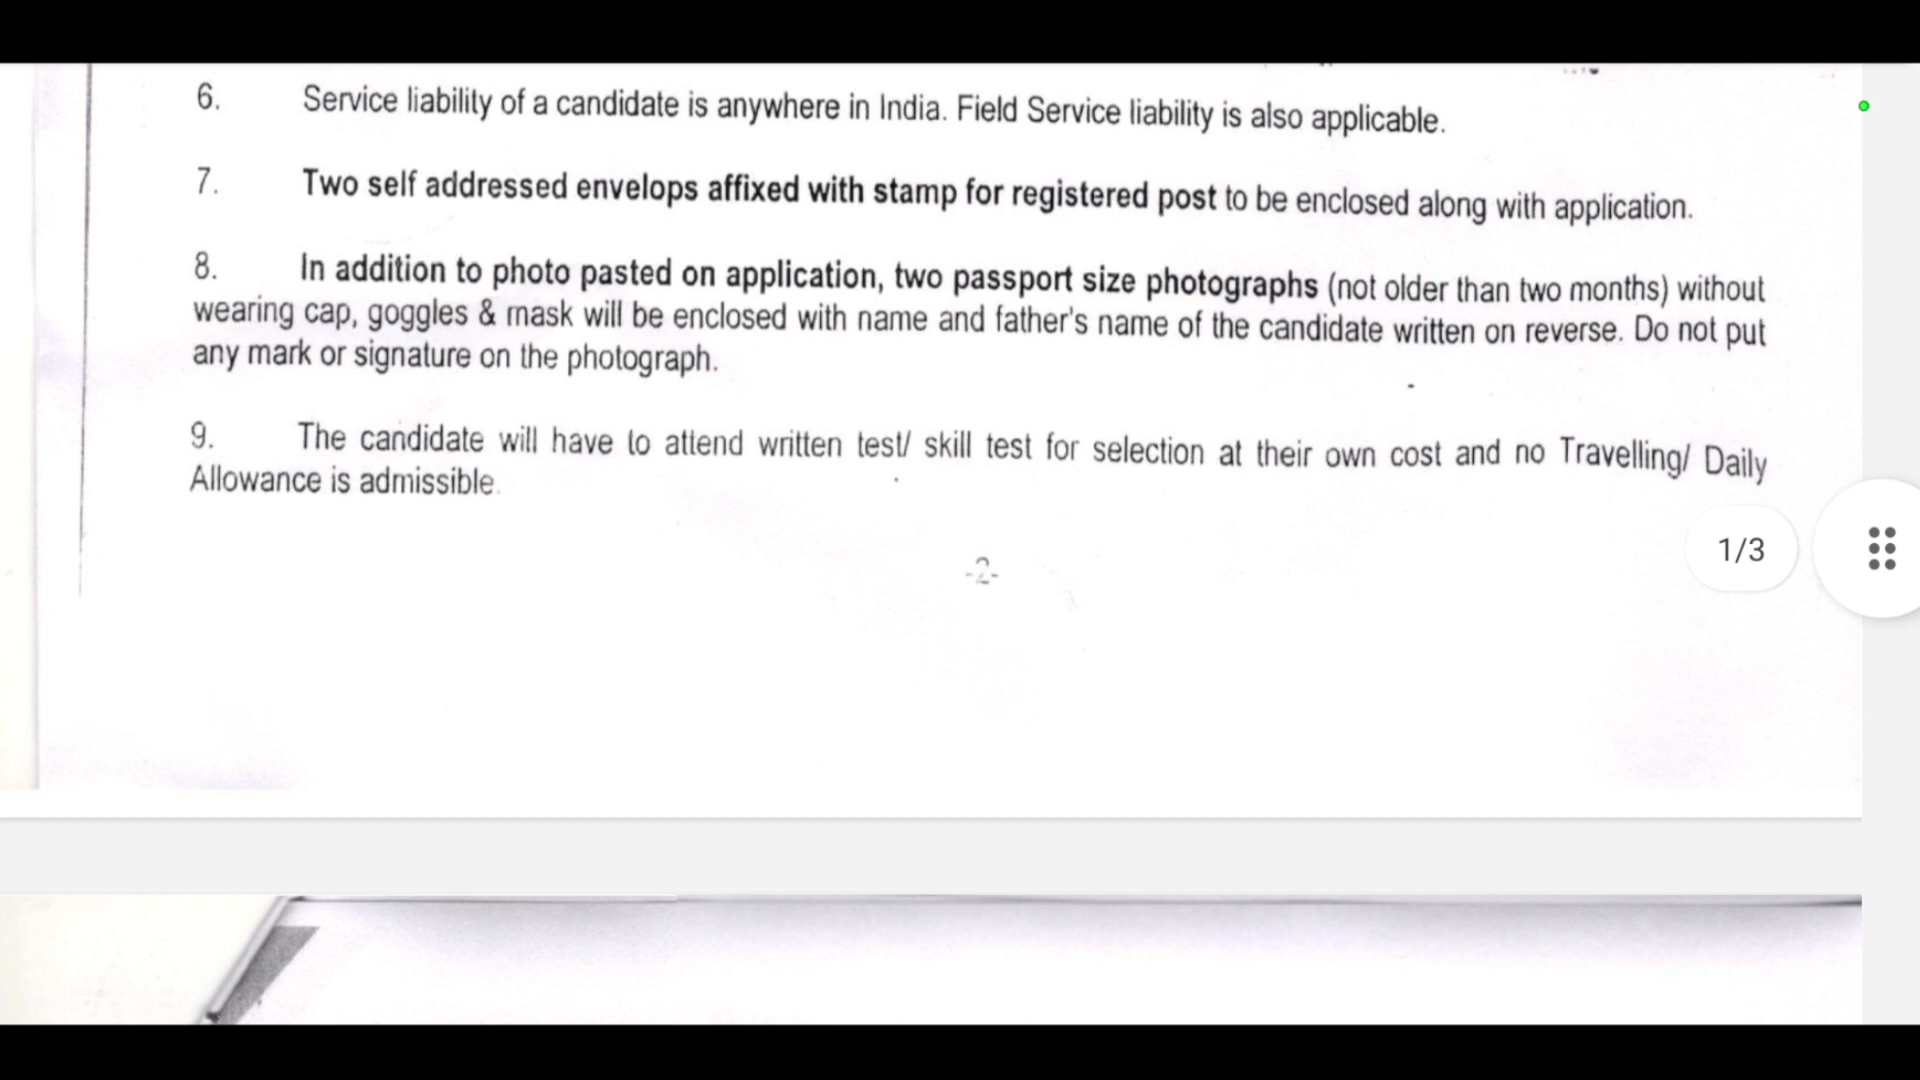 6. Service liability of a candidate is anywhere in India. Field Service liability is also applicable.
7. Two self addressed envelops affixed with stamp for registered post to be enclosed along with application.
8. In addition to photo pasted on application, two passport size photographs (not older than two months) without
wearing cap, goggles & mask will be enclosed with name and father's name of the candidate written on reverse. Do not put
any mark or signature on the photograph.
9. The candidate will have to attend written test/ skill test for selection at their own cost and no Travelling/ Daily
Allowance is admissible.
1/3
-2-